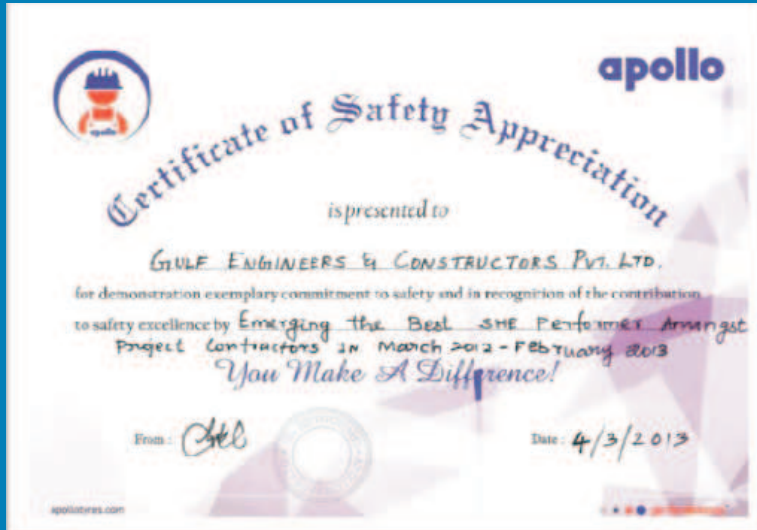 apollo
apollo
Certificate of Safety Appreciation
is presented to
GULF ENGINEERS & CONSTRUCTORS PVT. LTD.
for demonstration exemplary commitment to safety and in recognition of the contribution
to safety excellence by Emerging the Best SHE Performer Amongst
Project Contractors IN March 2012 - February 2013
You Make A Difference!
From :
Date : 4/3/2013
apollotyres.com